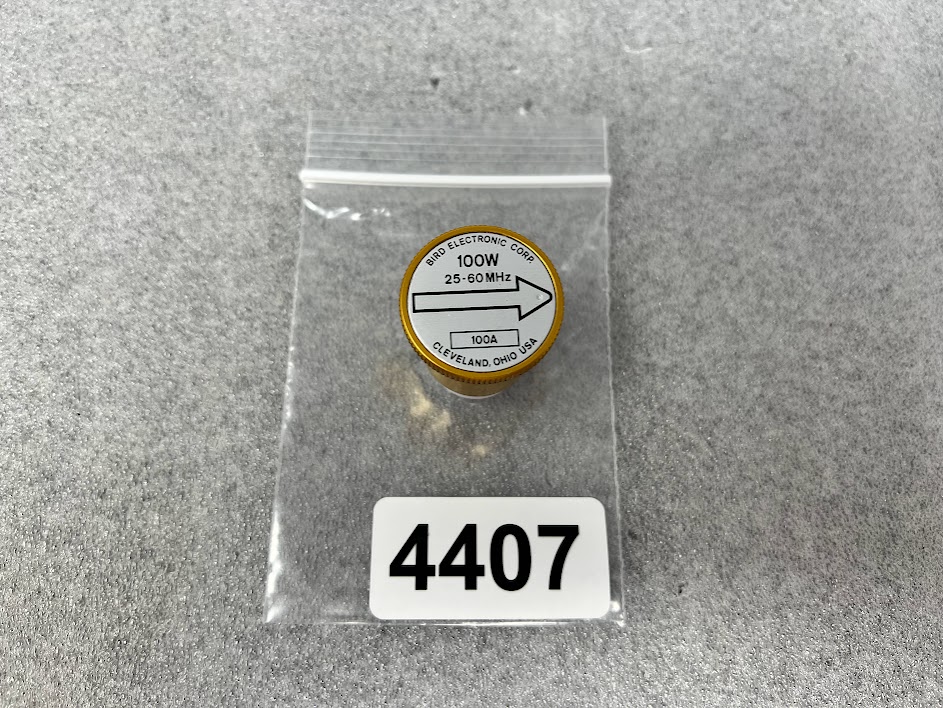 BIRD ELECTRONIC CORP.
100W
25-60 MHz
100A
CLEVELAND, OHIO USA
4407